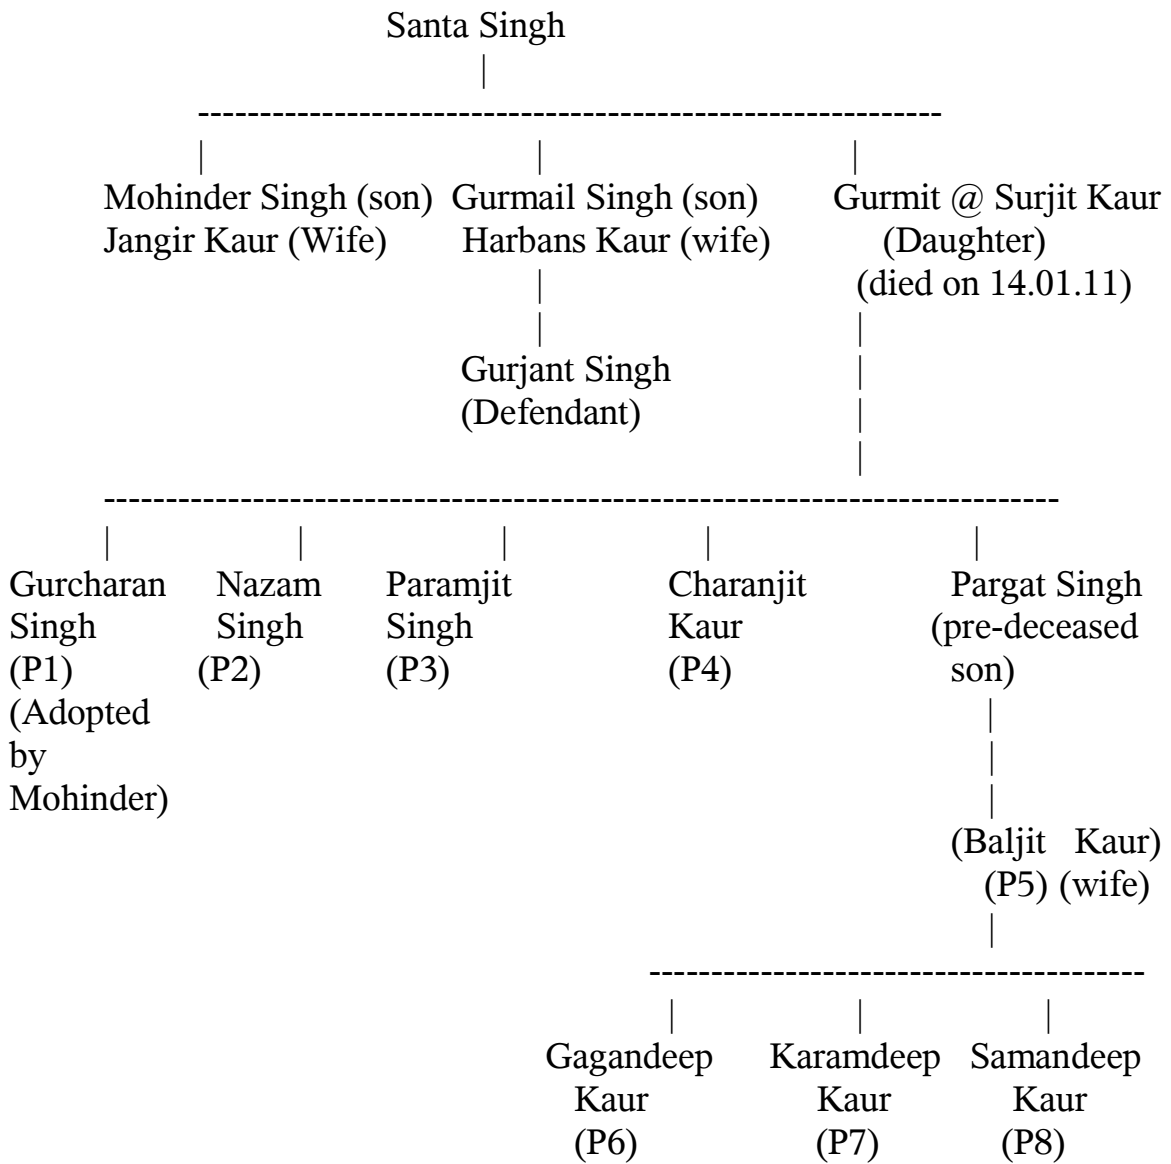 Santa Singh
|
------------------------------------------------------------
| | |
Mohinder Singh (son) Gurmail Singh (son) Gurmit @ Surjit Kaur
Jangir Kaur (Wife) Harbans Kaur (wife) (Daughter)
| (died on 14.01.11)
| |
Gurjant Singh |
(Defendant) |
|
-----------------------------------------------------------------------------
| | | | |
Gurcharan Nazam Paramjit Charanjit Pargat Singh
Singh Singh Singh Kaur (pre-deceased
(P1) (P2) (P3) (P4) son)
(Adopted |
by |
Mohinder) |
(Baljit Kaur)
(P5) (wife)
|
----------------------------------------
| | |
Gagandeep Karamdeep Samandeep
Kaur Kaur Kaur
(P6) (P7) (P8)